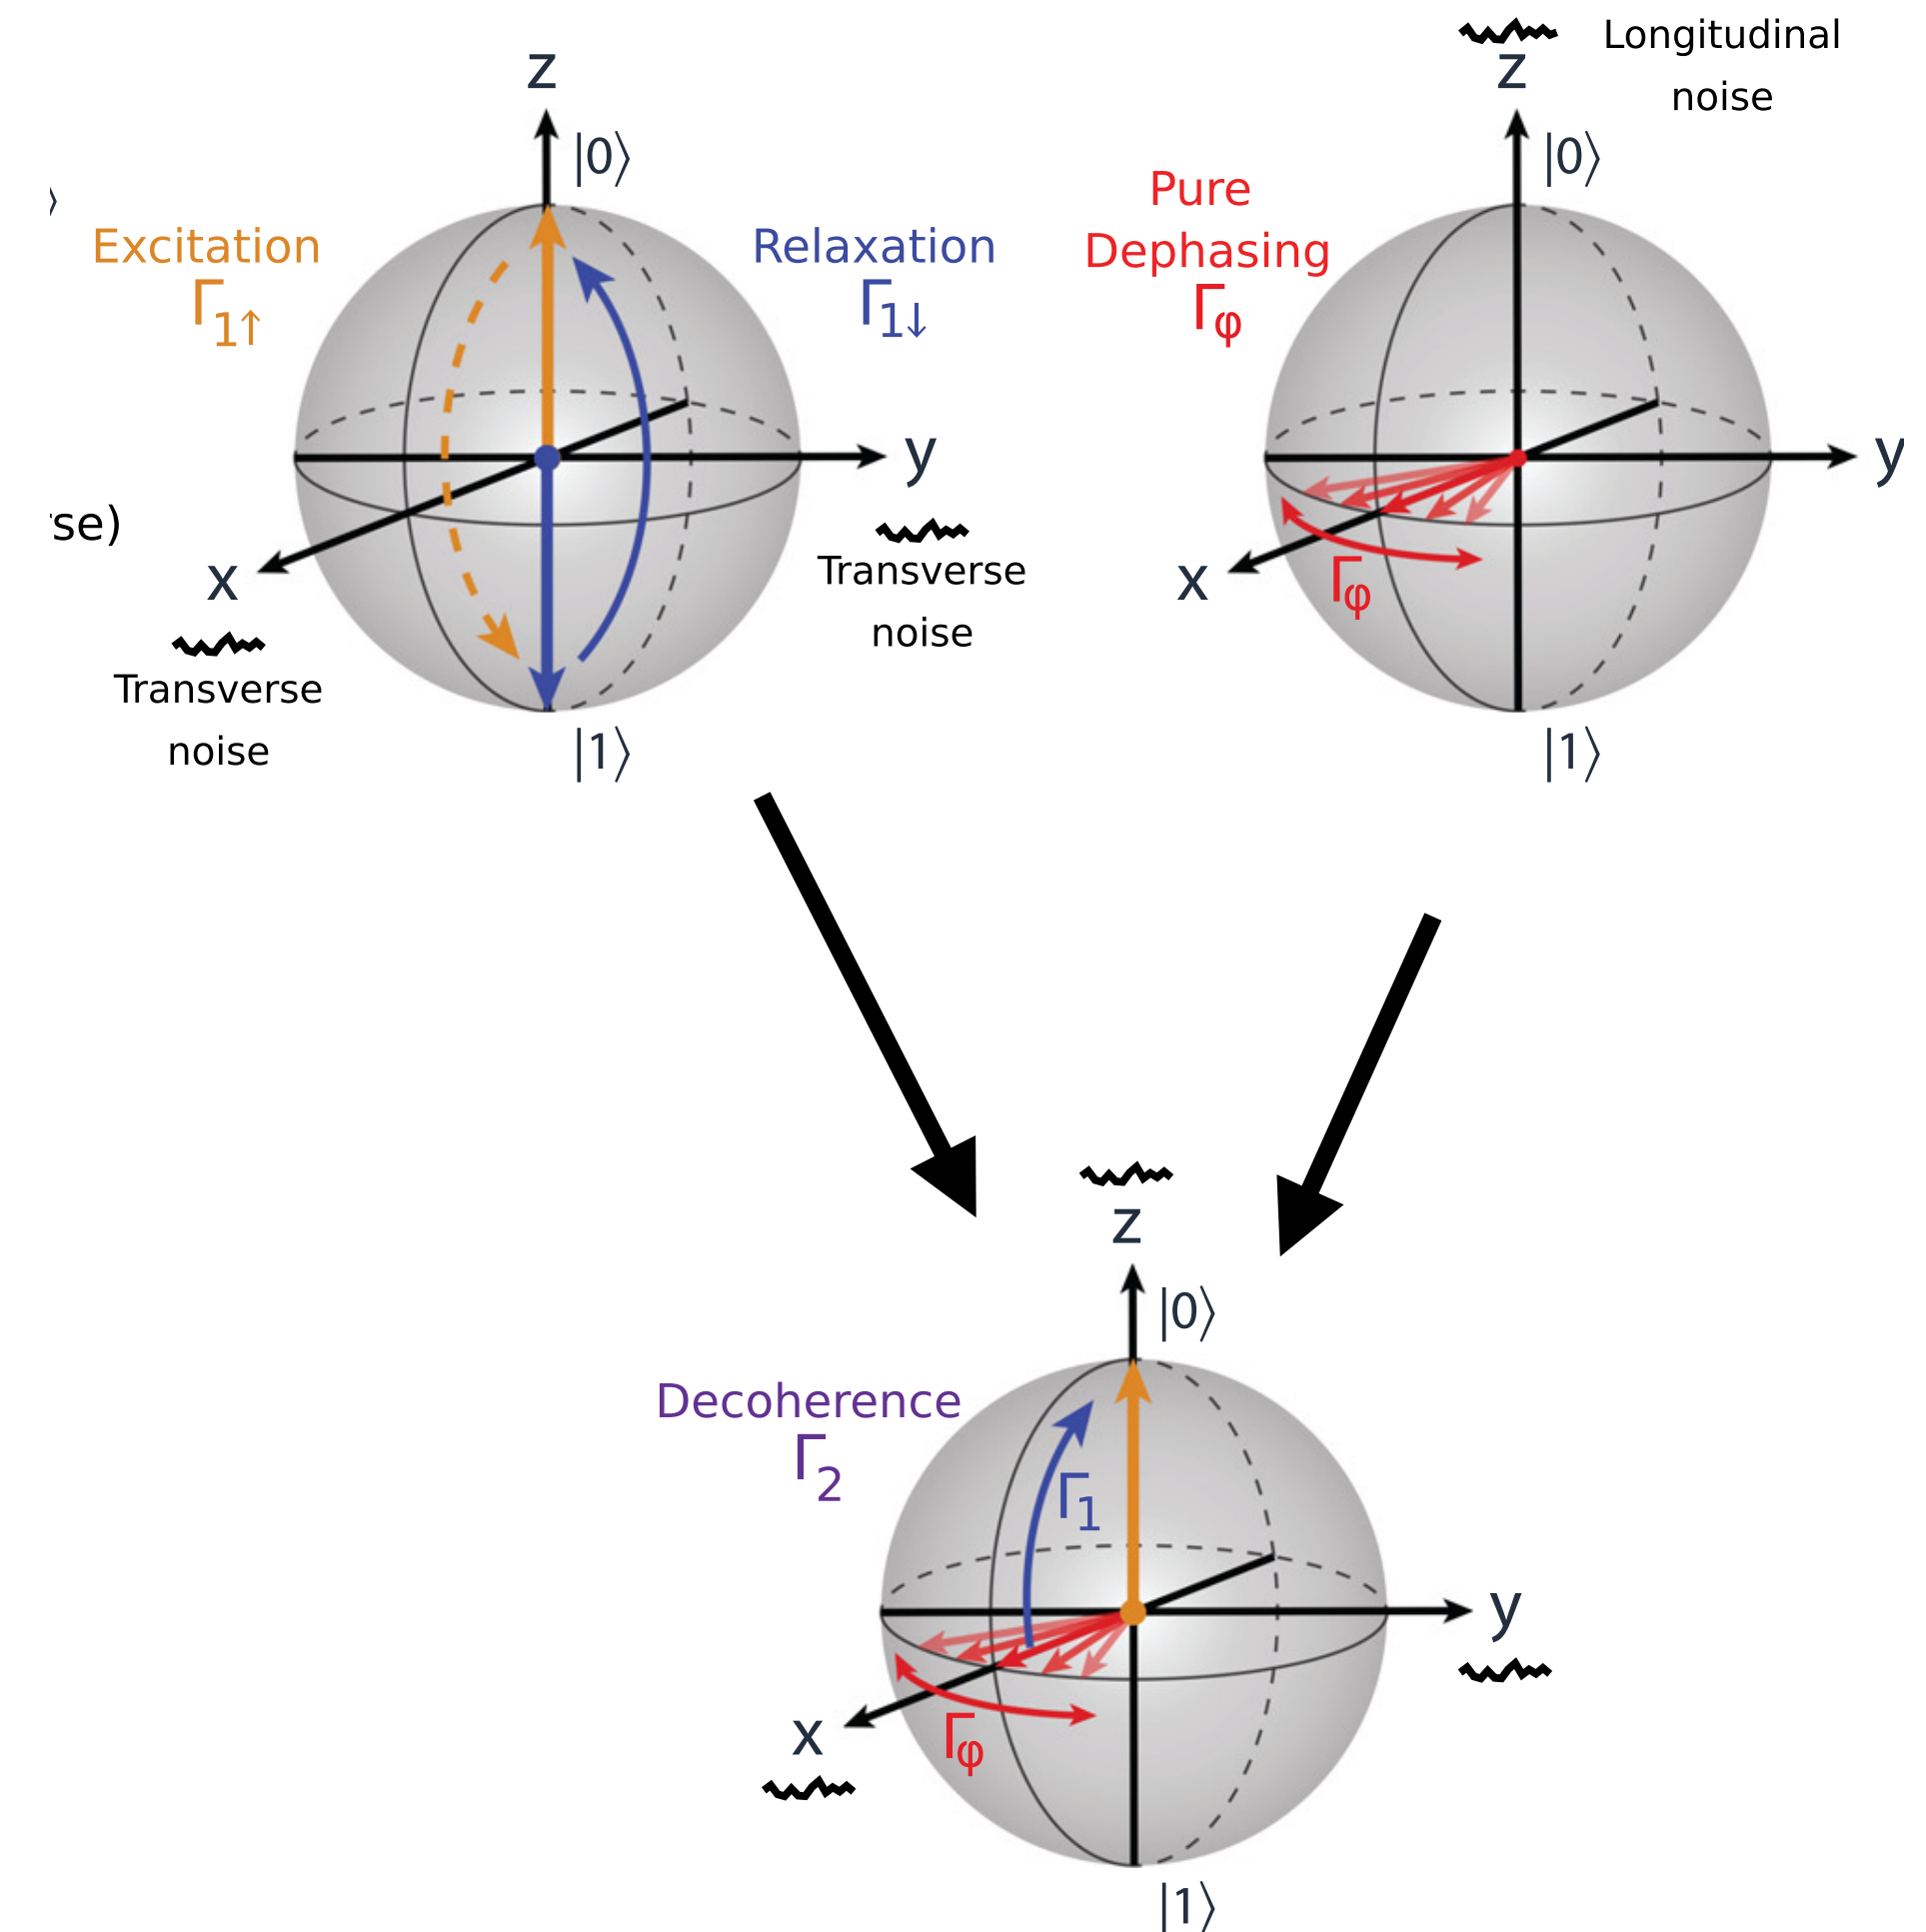 Longitudinal
noise
z
z
|0⟩
|0⟩
⟩
Pure
Dephasing
Γφ
Excitation
Γ1↑
Relaxation
Γ1↓
y
y
se)
Transverse
noise
x
x
Γφ
Transverse
noise
|1⟩
|1⟩
z
|0⟩
Decoherence
Γ2
Γ1
y
x
Γφ
|1⟩